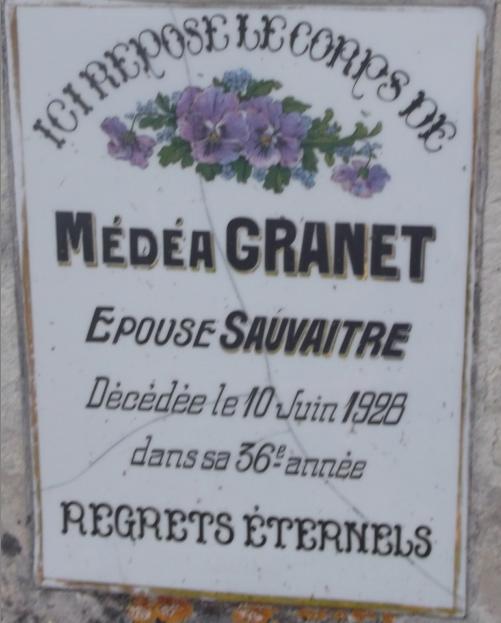 ICI REPOSE LE CORPS DE
MÉDÉA GRANET
EPOUSE SAUVAITRE
Décédée le 10 Juin 1928
dans sa 36e année
REGRETS ÉTERNELS